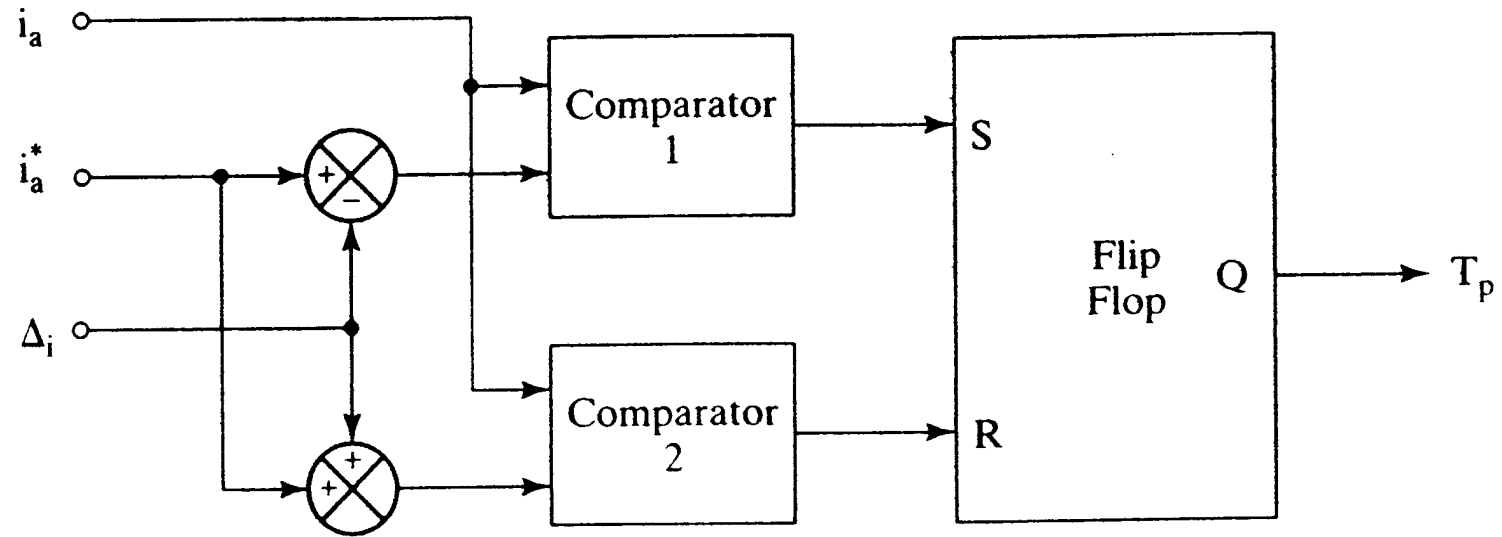 i_a
i_a^*
Δ_i
+
−
+
+
Comparator
1
Comparator
2
S
R
Flip
Flop
Q
T_p